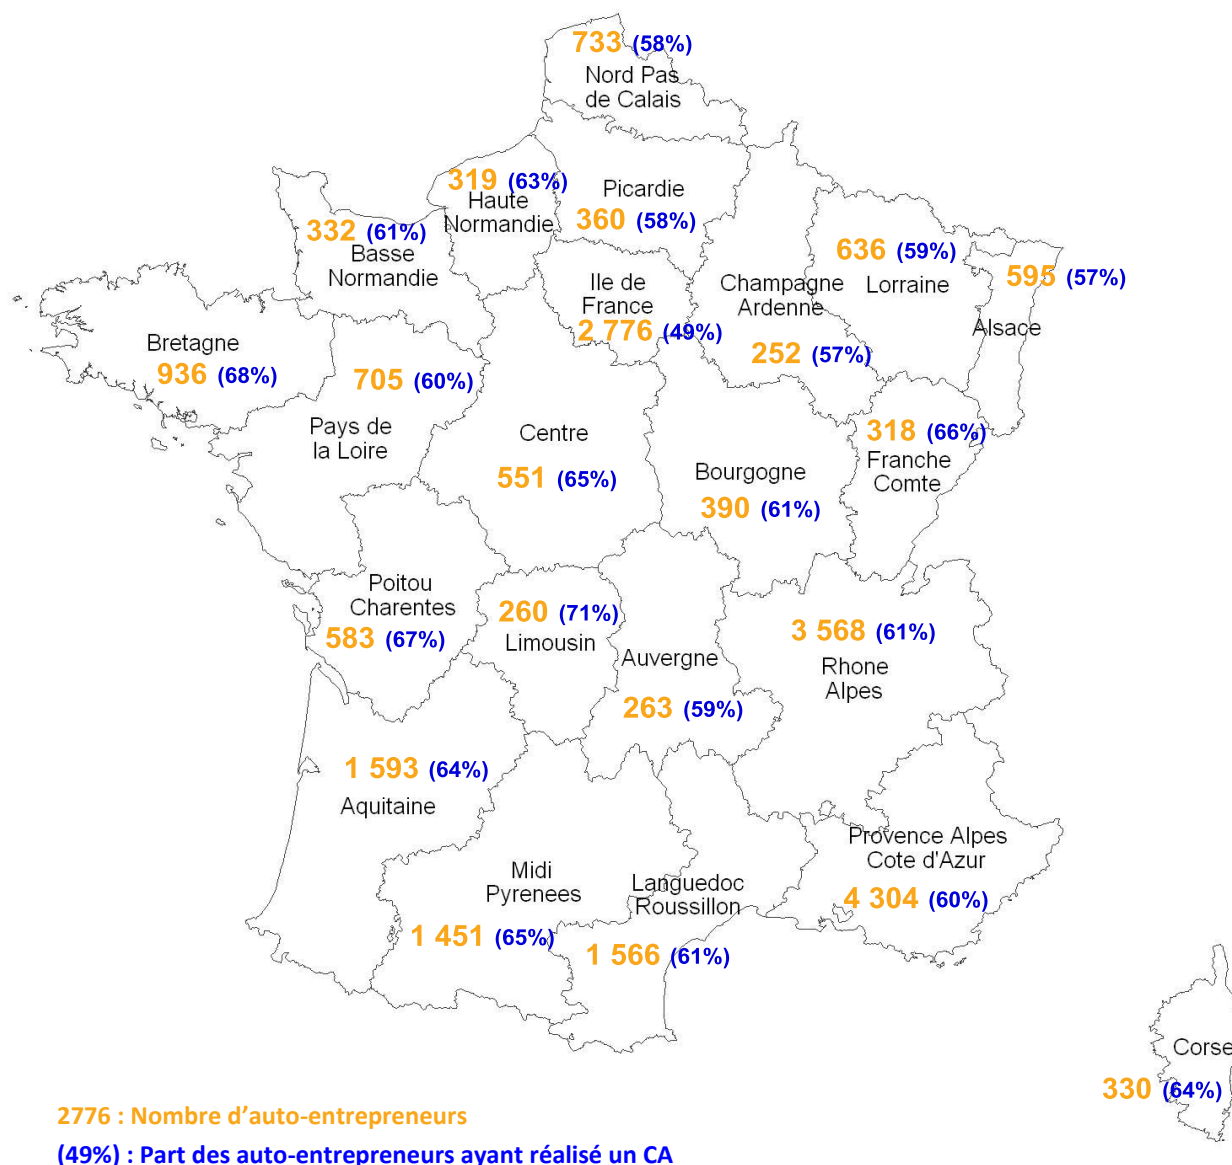 733 (58%)
Nord Pas
de Calais
319 (63%)
Haute
Normandie
Picardie
360 (58%)
332 (61%)
Basse
Normandie
636 (59%)
Lorraine
595 (57%)
Alsace
Ile de
France
2 776 (49%)
Champagne
Ardenne
252 (57%)
Bretagne
936 (68%)
705 (60%)
Pays de
la Loire
Centre
551 (65%)
Bourgogne
390 (61%)
318 (66%)
Franche
Comte
Poitou
Charentes
583 (67%)
260 (71%)
Limousin
Auvergne
263 (59%)
3 568 (61%)
Rhone
Alpes
1 593 (64%)
Aquitaine
Midi
Pyrenees
1 451 (65%)
Languedoc
Roussillon
1 566 (61%)
Provence Alpes
Cote d'Azur
4 304 (60%)
Corse
330 (64%)
2776 : Nombre d’auto-entrepreneurs
(49%) : Part des auto-entrepreneurs ayant réalisé un CA